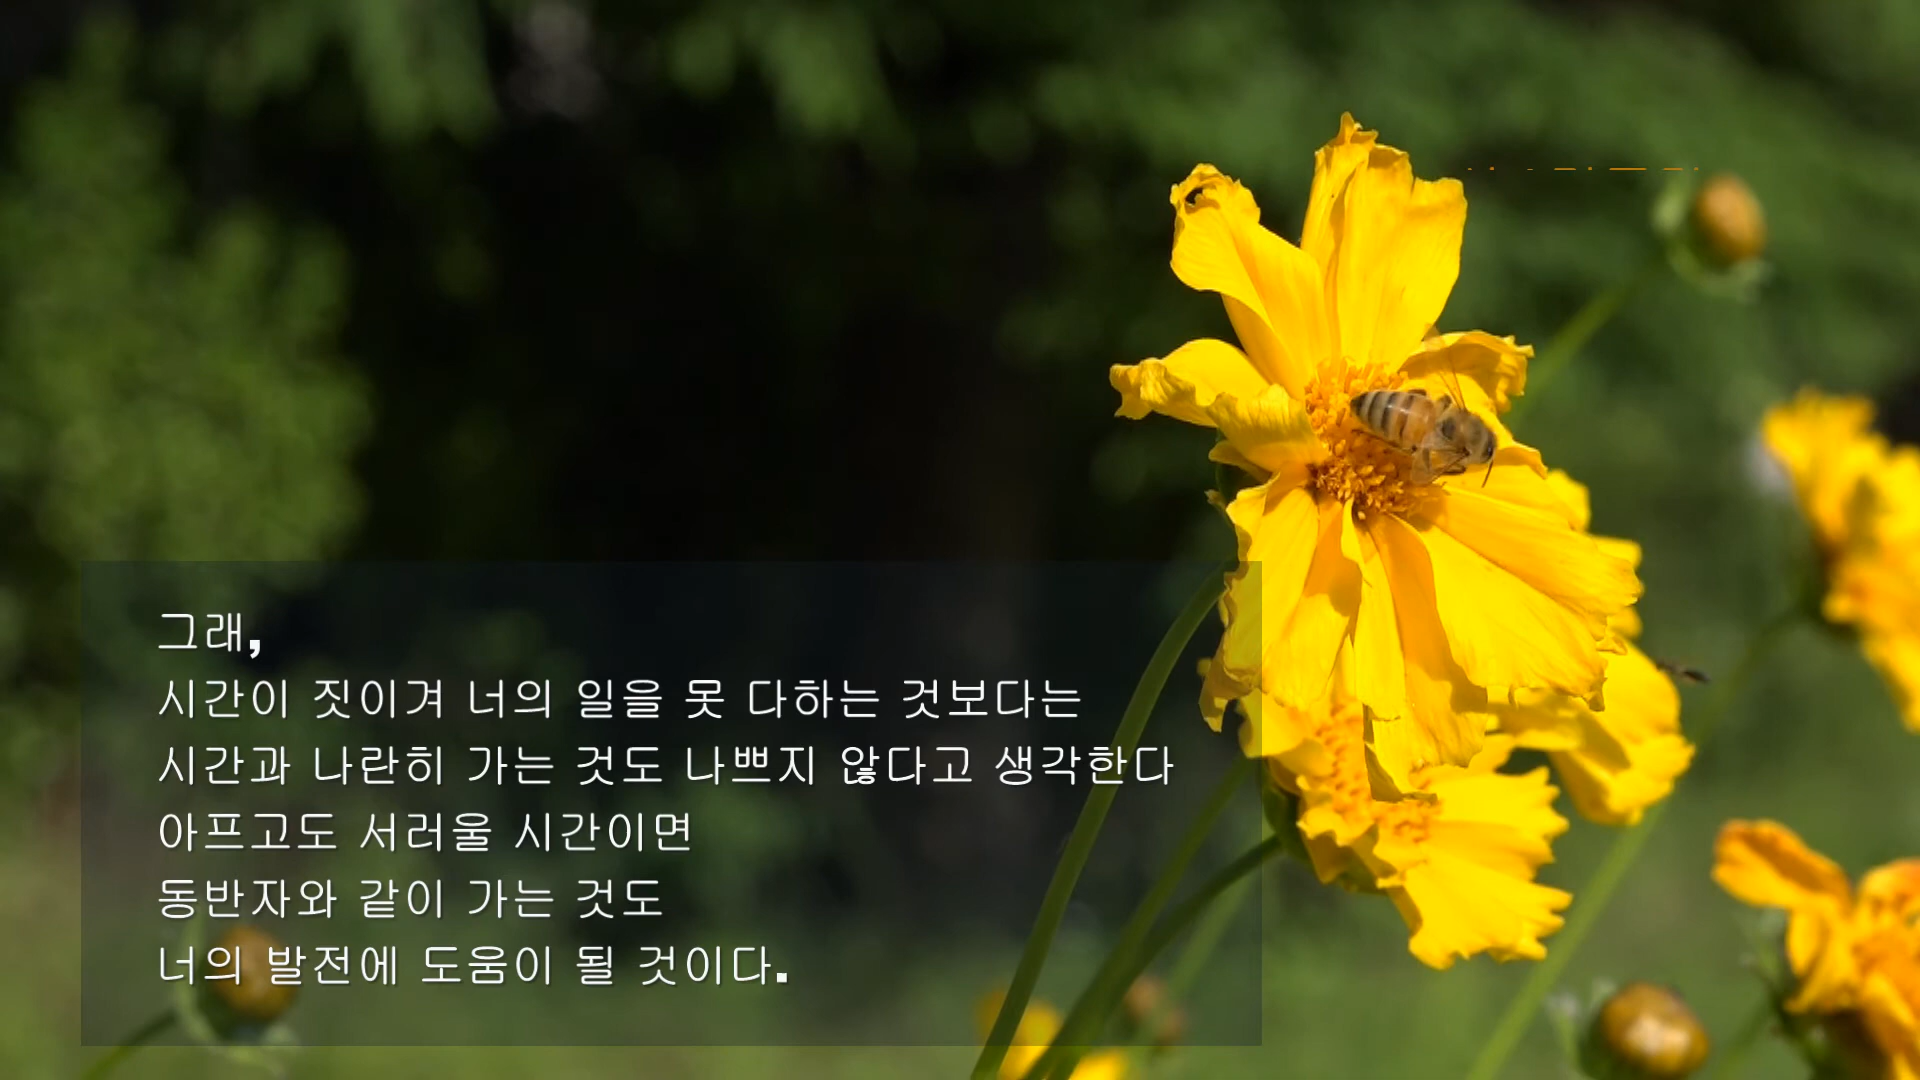 그래,
시간이 짓이겨 너의 일을 못 다하는 것보다는
시간과 나란히 가는 것도 나쁘지 않다고 생각한다
아프고도 서러울 시간이면
동반자와 같이 가는 것도
너의 발전에 도움이 될 것이다.